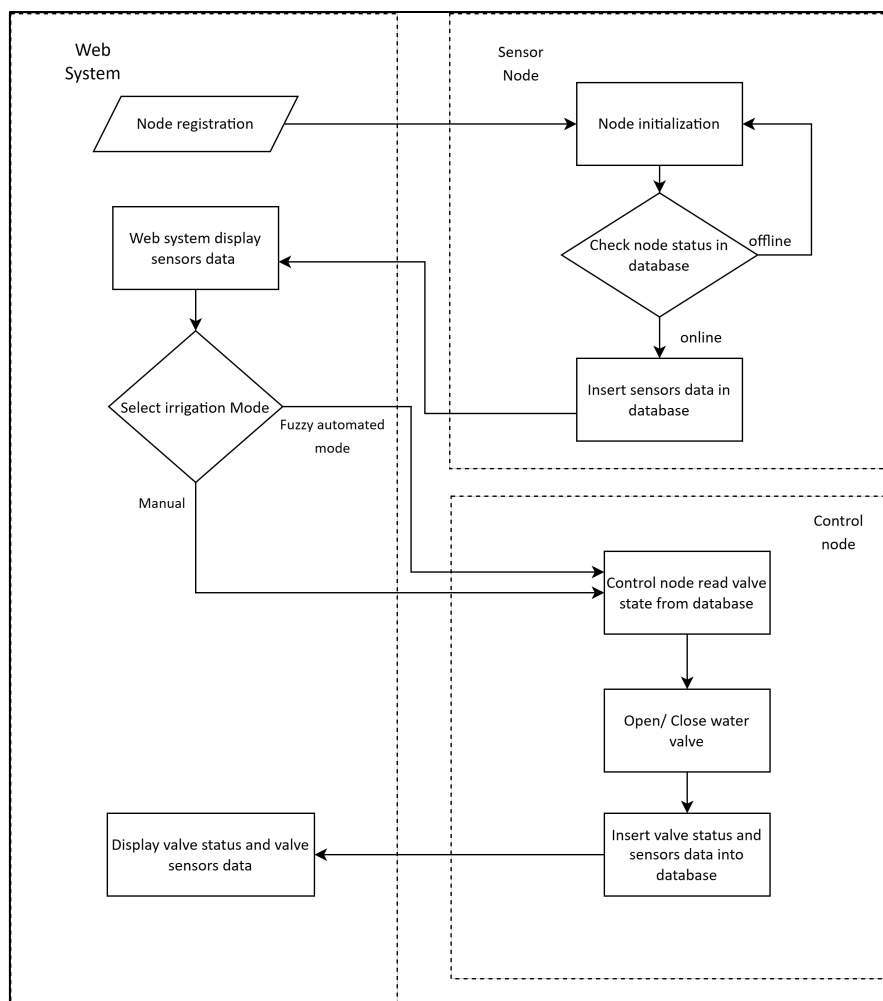 Web
System
Sensor
Node
Node registration
Node initialization
Check node status in
database
offline
online
Insert sensors data in
database
Web system display
sensors data
Select irrigation Mode
Fuzzy automated
mode
Manual
Control
node
Control node read valve
state from database
Open/ Close water
valve
Insert valve status and
sensors data into
database
Display valve status and valve
sensors data